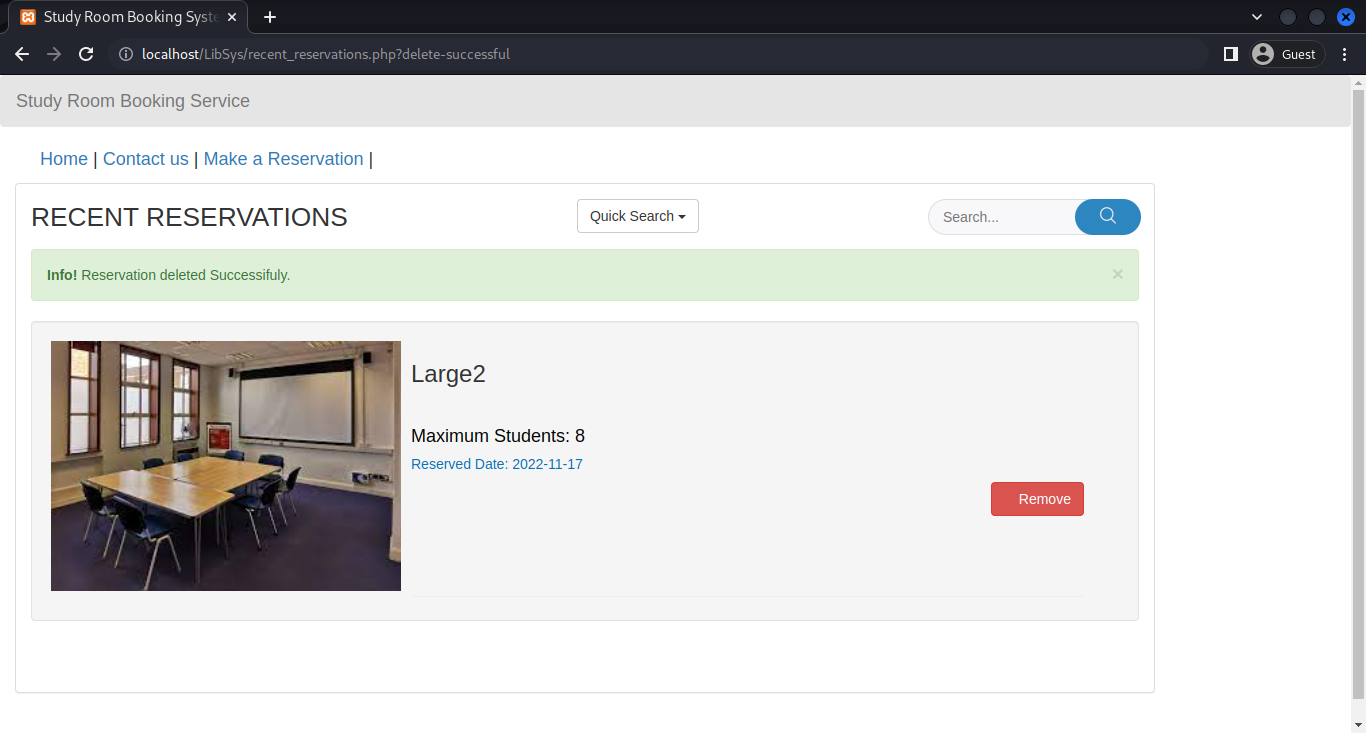 Study Room Booking Syste
localhost/LibSys/recent_reservations.php?delete-successful
Guest
Study Room Booking Service
Home | Contact us | Make a Reservation |
RECENT RESERVATIONS
Quick Search
Search...
Info! Reservation deleted Successifuly.
×
Large2
Maximum Students: 8
Reserved Date: 2022-11-17
Remove